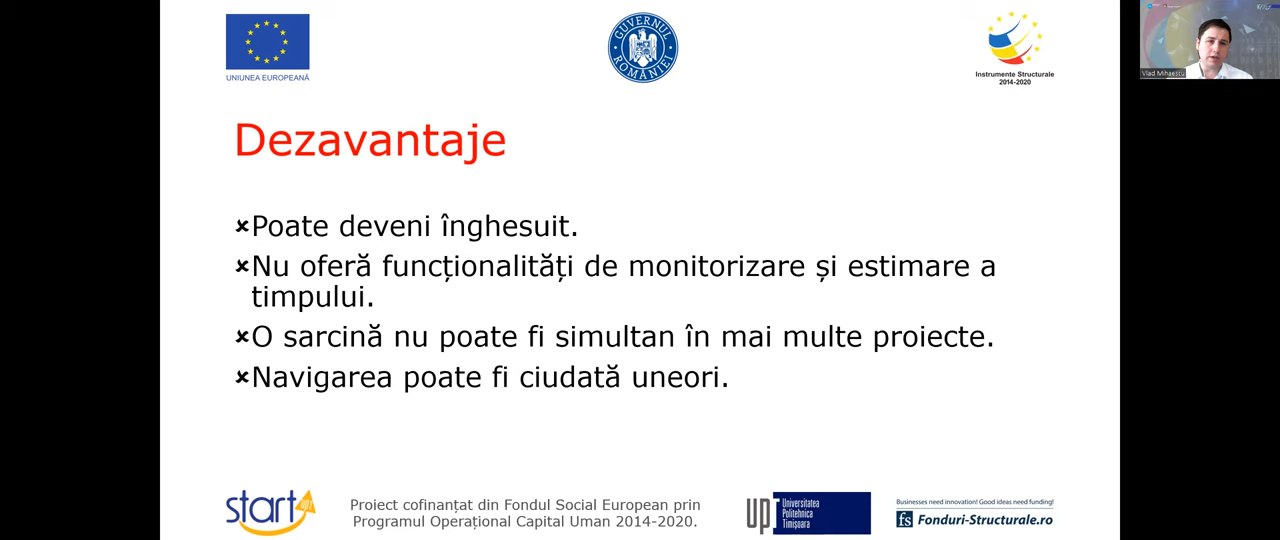 UNIUNEA EUROPEANĂ
GUVERNUL ROMÂNIEI
Instrumente Structurale
2014-2020
Vlad Mihaescu
Dezavantaje
Poate deveni înghesuit.
Nu oferă funcționalități de monitorizare și estimare a
timpului.
O sarcină nu poate fi simultan în mai multe proiecte.
Navigarea poate fi ciudată uneori.
start
Proiect cofinanțat din Fondul Social European prin
Programul Operațional Capital Uman 2014-2020.
UPT
Universitatea
Politehnica
Timișoara
Businesses need innovation! Good ideas need funding!
fs Fonduri-Structurale.ro